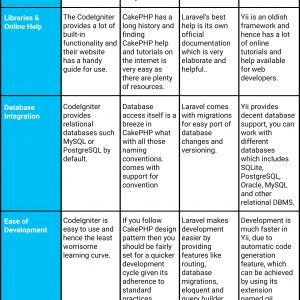 Libraries &
Online Help
The CodeIgniter
provides a lot of
built-in
functionality and
their website
has a handy
guide for use.
CakePHP has a
long history and
finding
CakePHP help
and tutorials on
the internet is
very easy as
there are plenty
of resources.
Laravel's best
help is its own
official
documentation
which is very
elaborate and
helpful..
Yii is an oldish
framework and
hence has a lot
of online
tutorials and
help available
for web
developers.
Database
Integration
CodeIgniter
provides
relational
databases such
MySQL or
PostgreSQL by
default.
Database
access itself is a
breeze in
CakePHP what
with all those
naming
conventions.
comes with
support for
convention
Laravel comes
with migrations
for easy port of
database
changes and
versioning.
Yii provides
decent database
support, you can
work with
different
databases
which includes
SQLite,
PostgreSQL,
Oracle, MySQL
and other
relational DBMS.
Ease of
Development
CodeIgniter is
easy to use and
hence the least
worrisome
learning curve.
If you follow
CakePHP design
pattern then you
should be fairly
set for a quicker
development
cycle given its
adherence to
standard
practices.
Laravel makes
development
easier by
providing
features like
routing,
database
migrations,
eloquent and
query builder
Development is
much faster in
Yii, due to
automatic code
generation
feature, which
can be achieved
by using its
extension
named gii